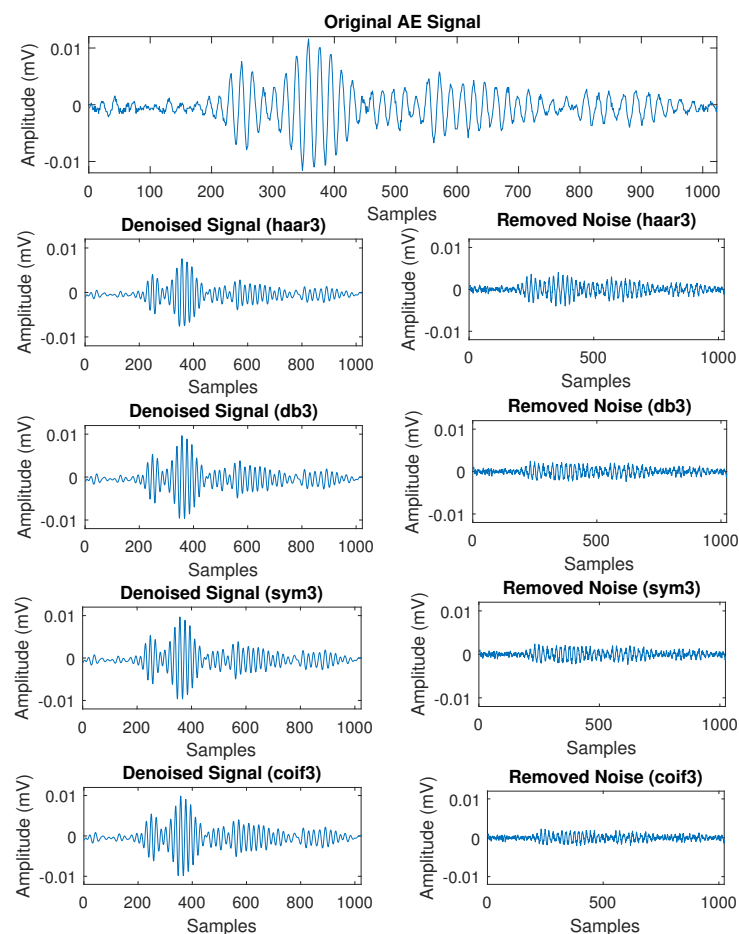 Original AE Signal
Amplitude (mV)
0.01
0
-0.01
0 100 200 300 400 500 600 700 800 900 1000
Samples
Denoised Signal (haar3)
Amplitude (mV)
0.01
0
-0.01
0 200 400 600 800 1000
Samples
Removed Noise (haar3)
Amplitude (mV)
0.01
0
-0.01
0 500 1000
Samples
Denoised Signal (db3)
Amplitude (mV)
0.01
0
-0.01
0 200 400 600 800 1000
Samples
Removed Noise (db3)
Amplitude (mV)
0.01
0
-0.01
0 500 1000
Samples
Denoised Signal (sym3)
Amplitude (mV)
0.01
0
-0.01
0 200 400 600 800 1000
Samples
Removed Noise (sym3)
Amplitude (mV)
0.01
0
-0.01
0 500 1000
Samples
Denoised Signal (coif3)
Amplitude (mV)
0.01
0
-0.01
0 200 400 600 800 1000
Samples
Removed Noise (coif3)
Amplitude (mV)
0.01
0
-0.01
0 500 1000
Samples